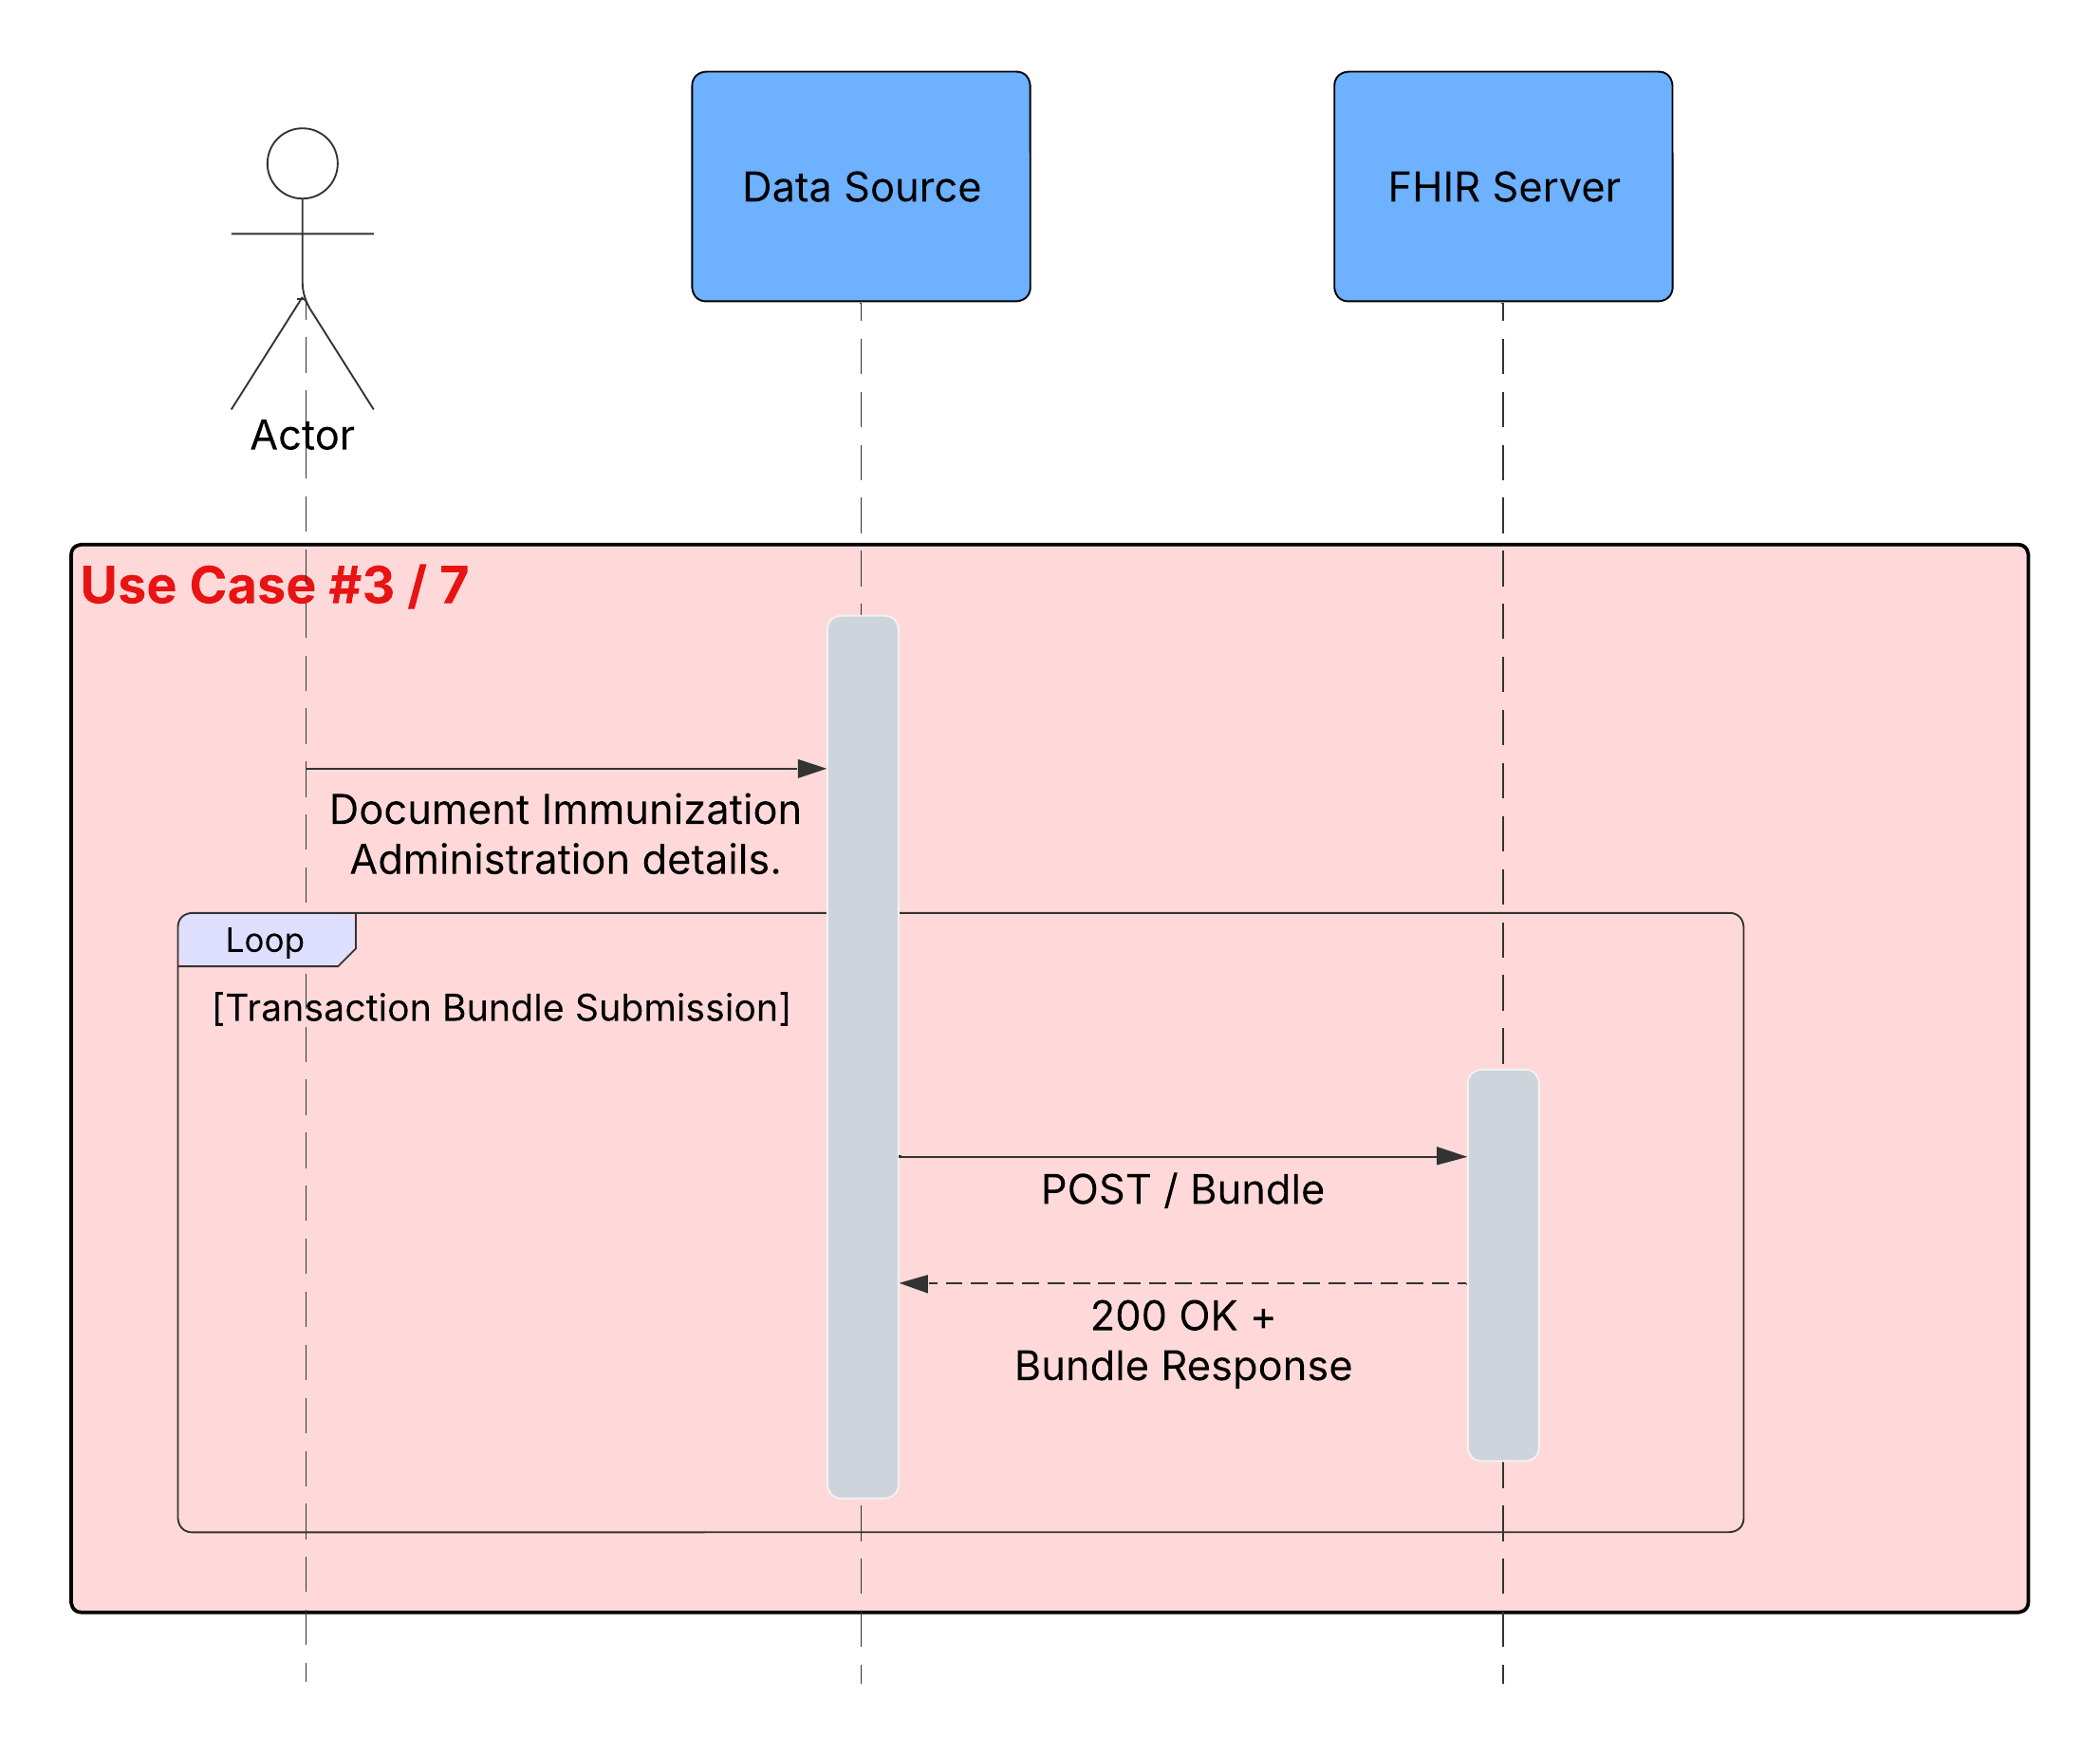 Data Source
FHIR Server
Actor
Use Case #3 / 7
Document Immunization
Administration details.
Loop
[Transaction Bundle Submission]
POST / Bundle
200 OK +
Bundle Response